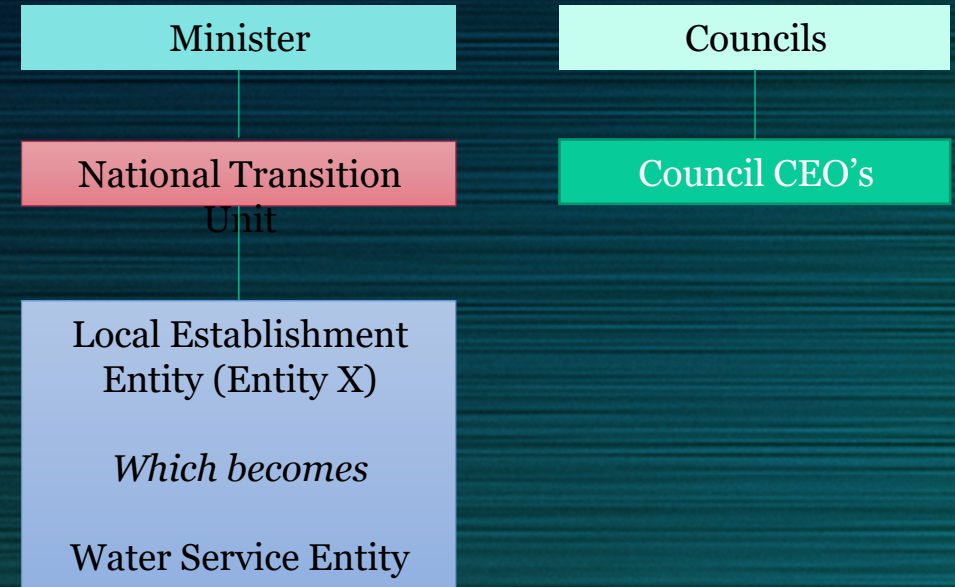 Minister
Councils
National Transition
Unit
Council CEO’s
Local Establishment
Entity (Entity X)
Which becomes
Water Service Entity